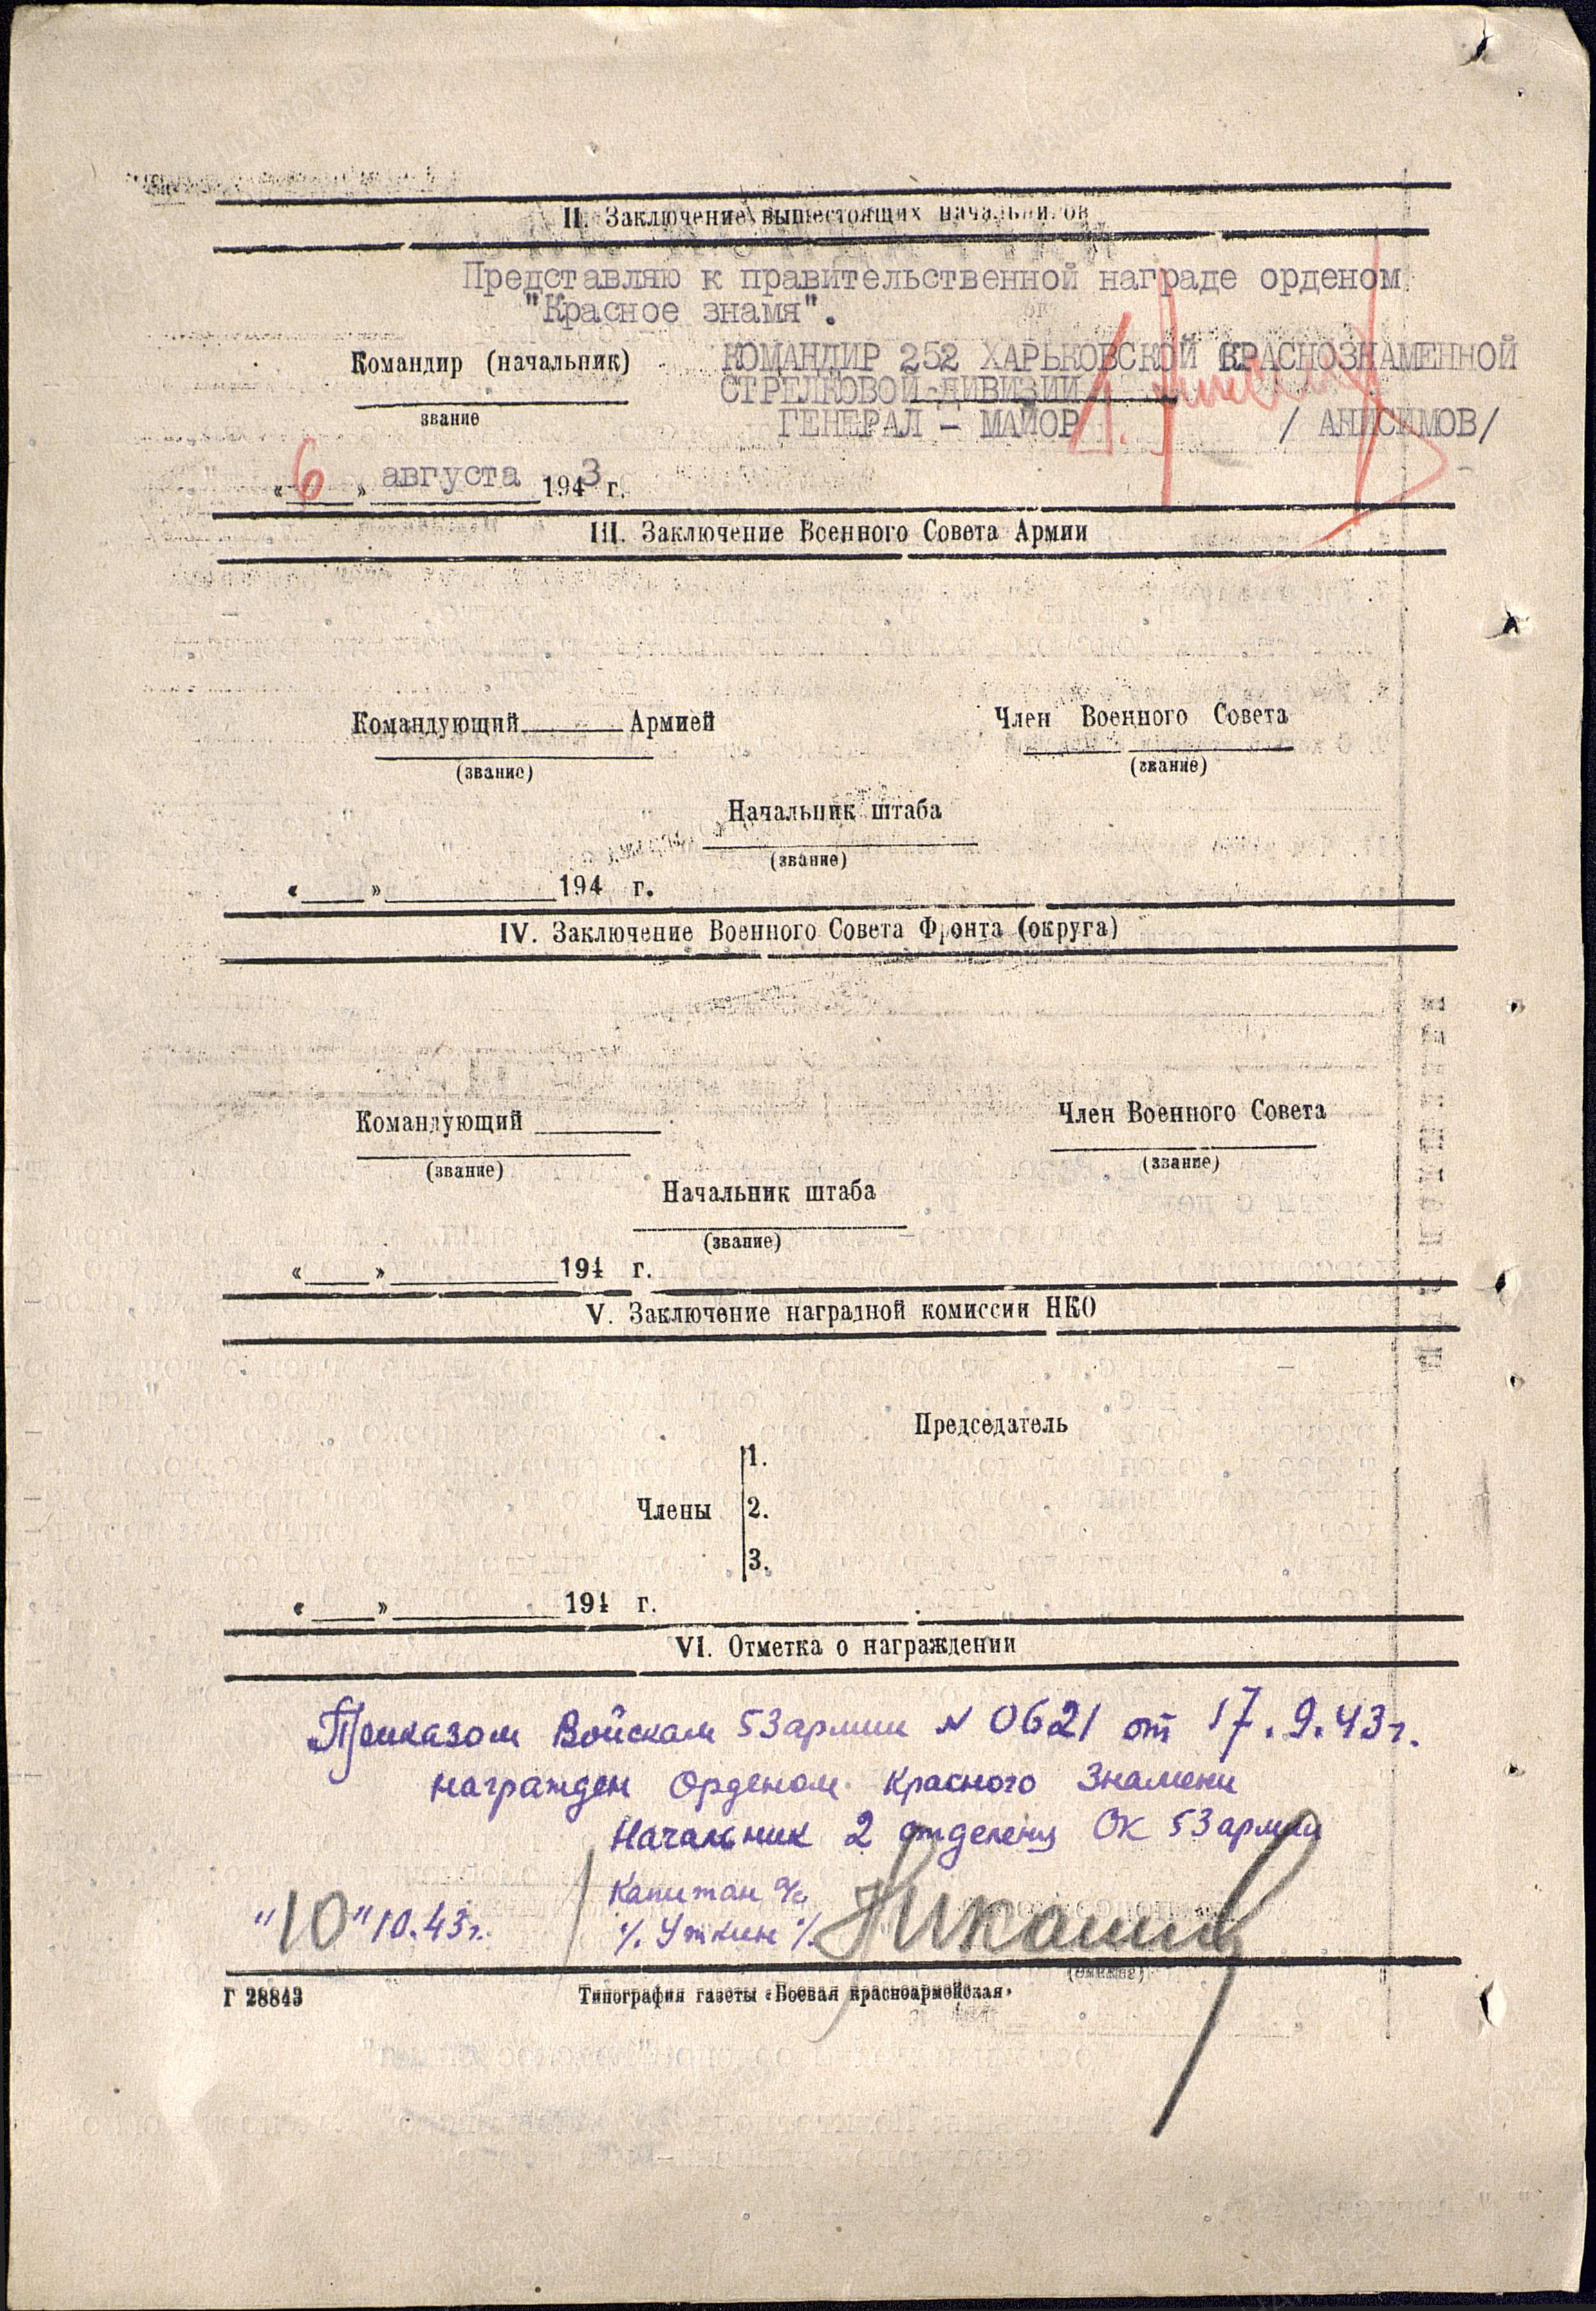 II. Заключение вышестоящих начальников
Представляю к правительственной награде орденом
"Красное знамя".
Командир (начальник)
КОМАНДИР 252 ХАРЬКОВСКОЙ КРАСНОЗНАМЕННОЙ
СТРЕЛКОВОЙ ДИВИЗИИ
звание
ГЕНЕРАЛ - МАЙОР / АНИСИМОВ/
«6» августа 1943 г.
III. Заключение Военного Совета Армии
Командующий Армией
Член Военного Совета
(звание)
(звание)
Начальник штаба
(звание)
« » 194 г.
IV. Заключение Военного Совета Фронта (округа)
Командующий
Член Военного Совета
(звание)
(звание)
Начальник штаба
(звание)
« » 194 г.
V. Заключение наградной комиссии НКО
Председатель
1.
Члены 2.
3.
« » 194 г.
VI. Отметка о награждении
Приказом Войскам 53 армии N 0621 от 17.9.43г.
награжден Орденом Красного Знамени
Начальник 2 отделения ОК 53 армии
Капитан а/с
"10" 10.43г.
/. Уткин /.
(звание)
Г 28843
Типография газеты «Боевая красноармейская»